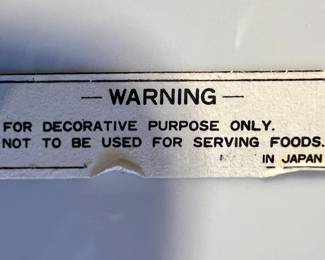 — WARNING —
FOR DECORATIVE PURPOSE ONLY.
NOT TO BE USED FOR SERVING FOODS.
IN JAPAN